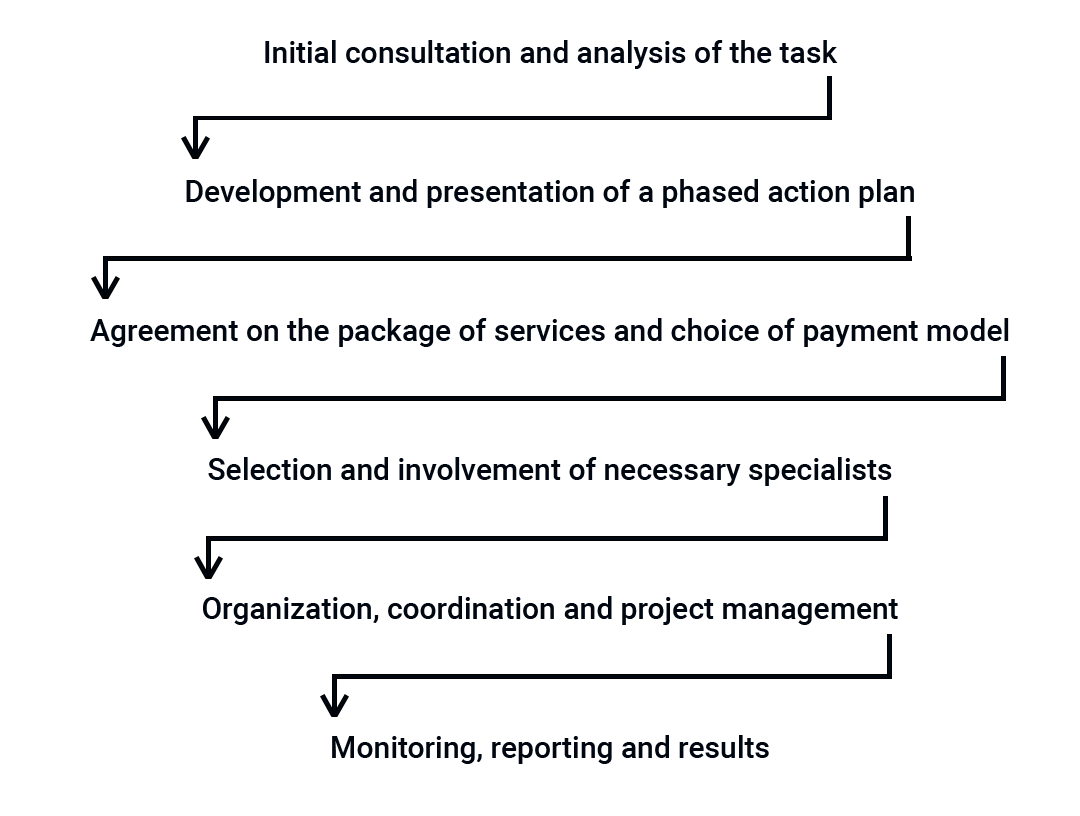 Initial consultation and analysis of the task
Development and presentation of a phased action plan
Agreement on the package of services and choice of payment model
Selection and involvement of necessary specialists
Organization, coordination and project management
Monitoring, reporting and results